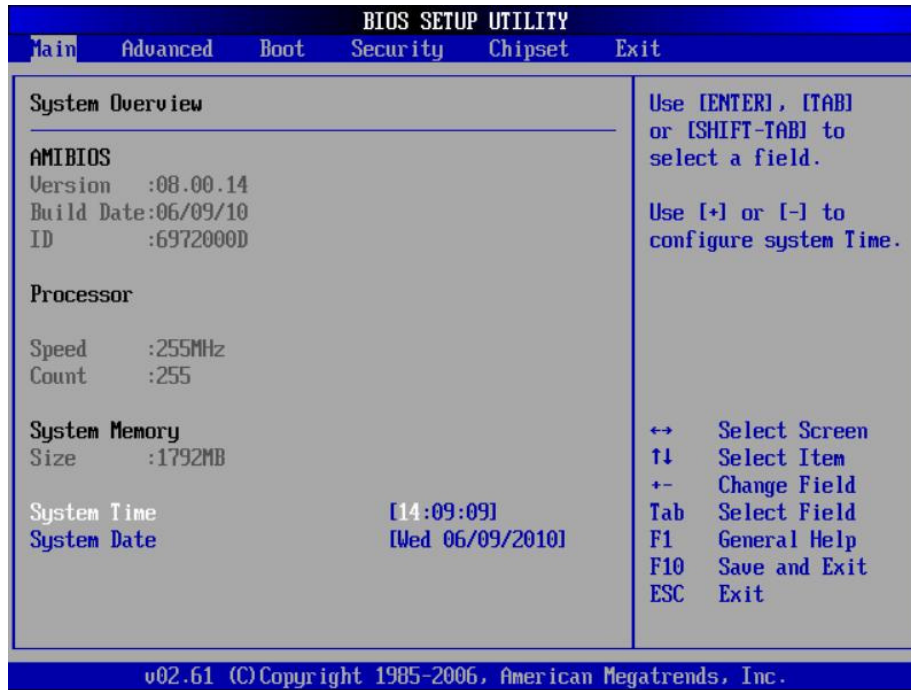 BIOS SETUP UTILITY
Main Advanced Boot Security Chipset Exit
System Overview
AMIBIOS
Version :08.00.14
Build Date:06/09/10
ID :6972000D
Processor
Speed :255MHz
Count :255
System Memory
Size :1792MB
System Time [14:09:09]
System Date [Wed 06/09/2010]
Use [ENTER], [TAB]
or [SHIFT-TAB] to
select a field.
Use [+] or [-] to
configure system Time.
←→ Select Screen
↑↓ Select Item
+- Change Field
Tab Select Field
F1 General Help
F10 Save and Exit
ESC Exit
v02.61 (C)Copyright 1985-2006, American Megatrends, Inc.